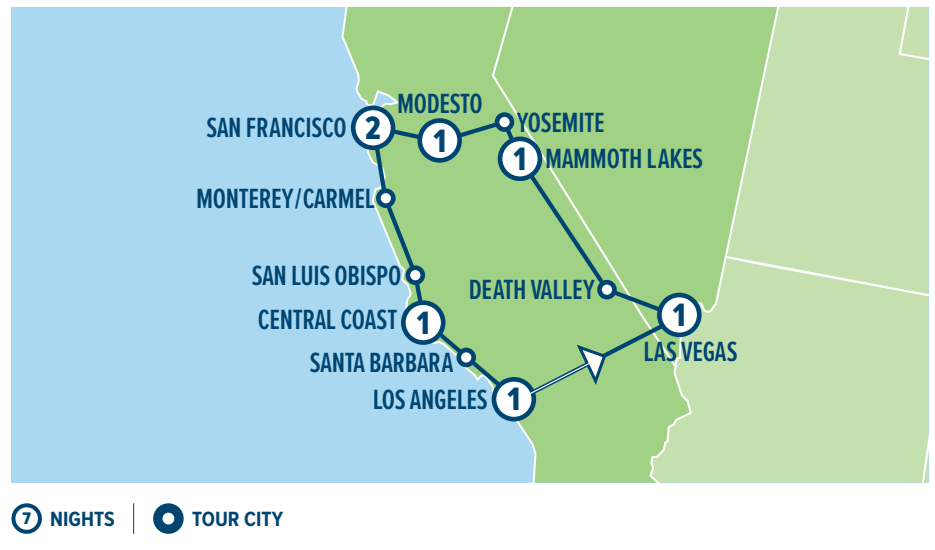 MODESTO
SAN FRANCISCO
2
1
YOSEMITE
1
MAMMOTH LAKES
MONTEREY/CARMEL
SAN LUIS OBISPO
DEATH VALLEY
CENTRAL COAST
1
1
LAS VEGAS
SANTA BARBARA
LOS ANGELES
1
7 NIGHTS
TOUR CITY